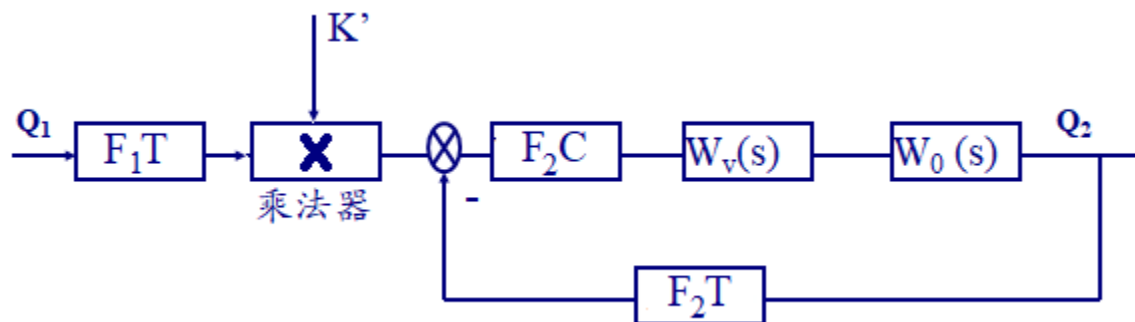 K’
Q₁
F₁T
×
F₂C
Wᵥ(s)
W₀ (s)
Q₂
乘法器
-
F₂T